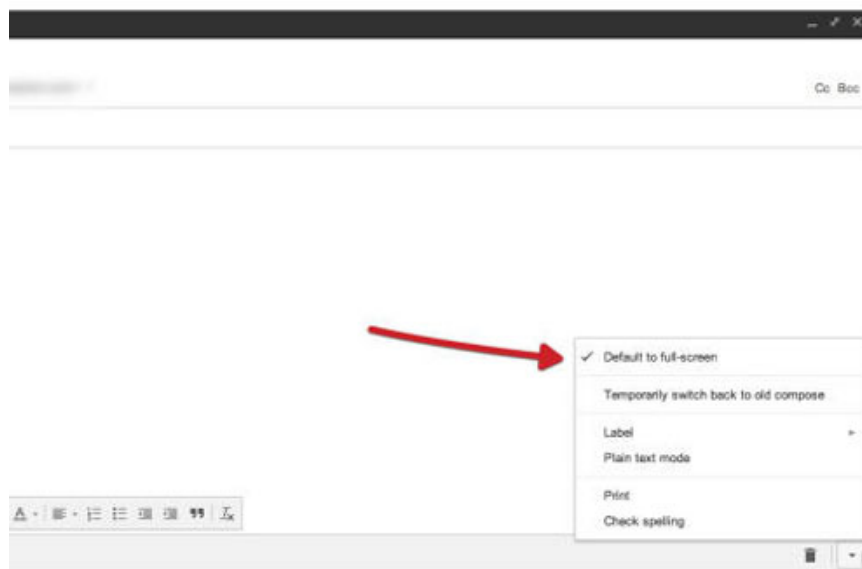 Cc Bcc
Default to full-screen
Temporarily switch back to old compose
Label
Plain text mode
Print
Check spelling